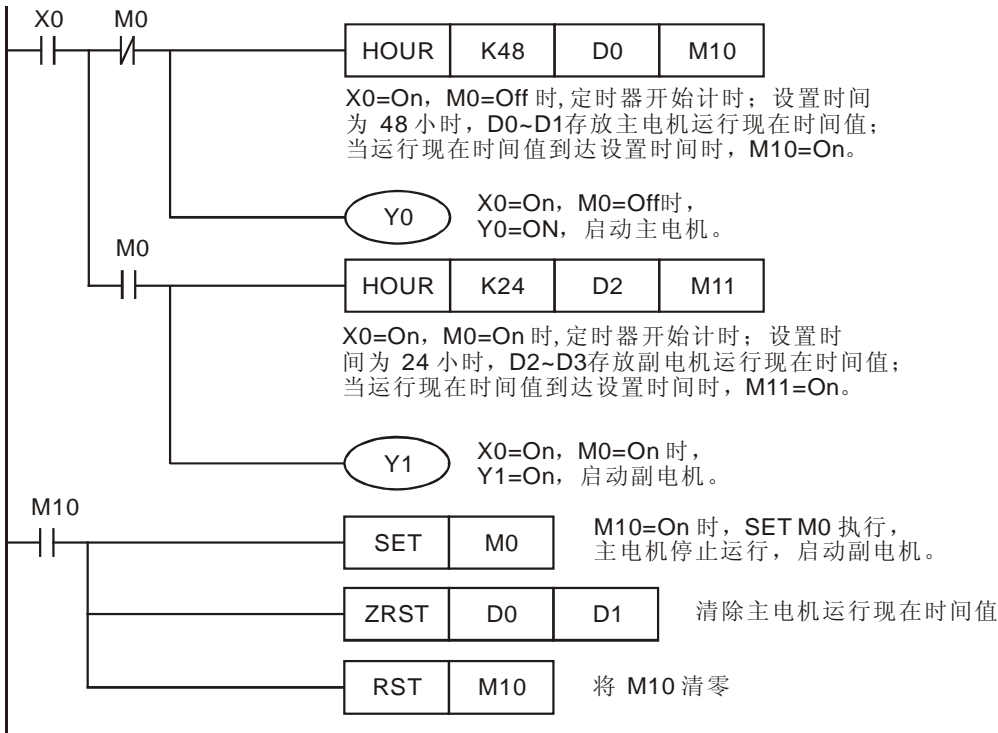 X0 M0
HOUR K48 D0 M10
X0=On，M0=Off 时,定时器开始计时；设置时间
为 48 小时，D0~D1存放主电机运行现在时间值；
当运行现在时间值到达设置时间时，M10=On。
Y0
X0=On，M0=Off时，
Y0=ON，启动主电机。
M0
HOUR K24 D2 M11
X0=On，M0=On 时,定时器开始计时；设置时
间为 24 小时，D2~D3存放副电机运行现在时间值；
当运行现在时间值到达设置时间时，M11=On。
Y1
X0=On，M0=On 时，
Y1=On，启动副电机。
M10
SET M0
M10=On 时，SET M0 执行，
主电机停止运行，启动副电机。
ZRST D0 D1
清除主电机运行现在时间值
RST M10
将 M10 清零